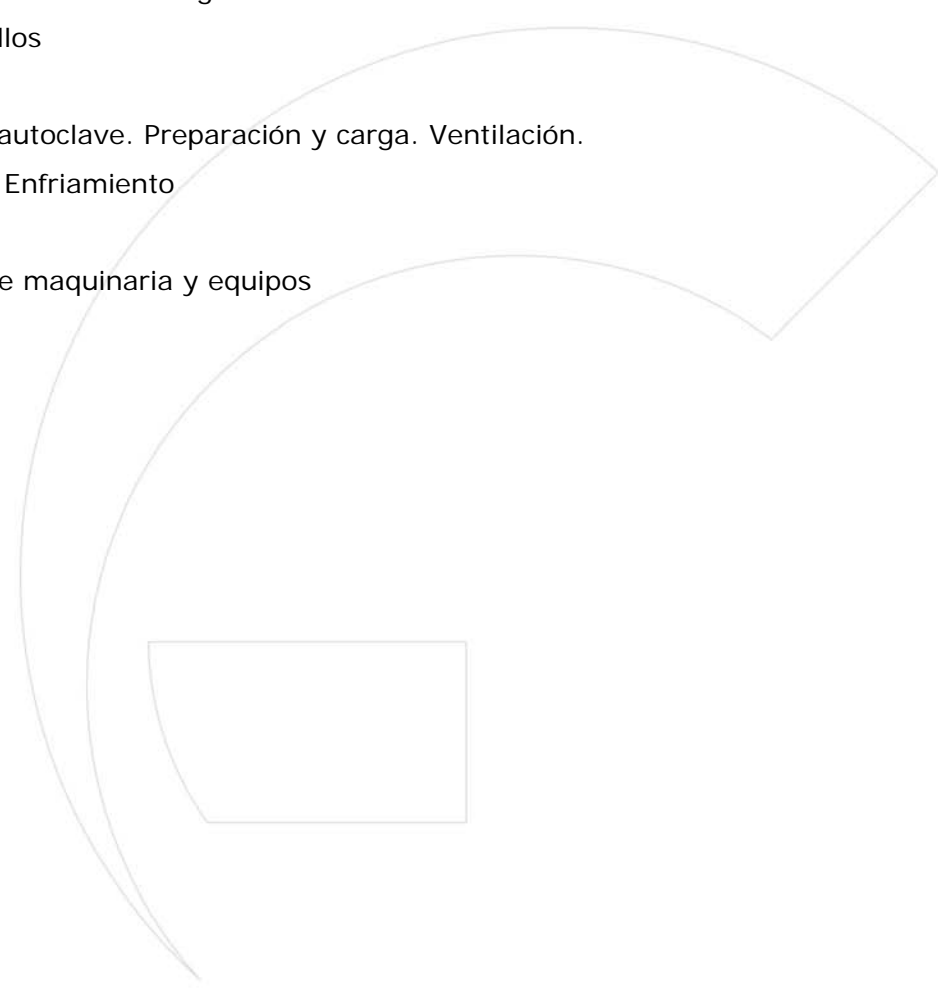 llos
autoclave. Preparación y carga. Ventilación.
Enfriamiento
e maquinaria y equipos